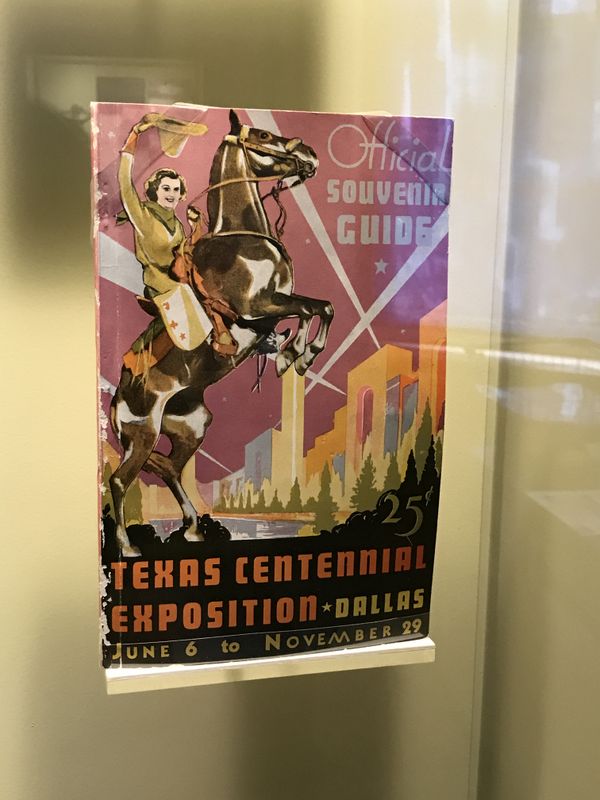 Official
SOUVENIR
GUIDE
25¢
TEXAS CENTENNIAL
EXPOSITION ★ DALLAS
JUNE 6 to NOVEMBER 29